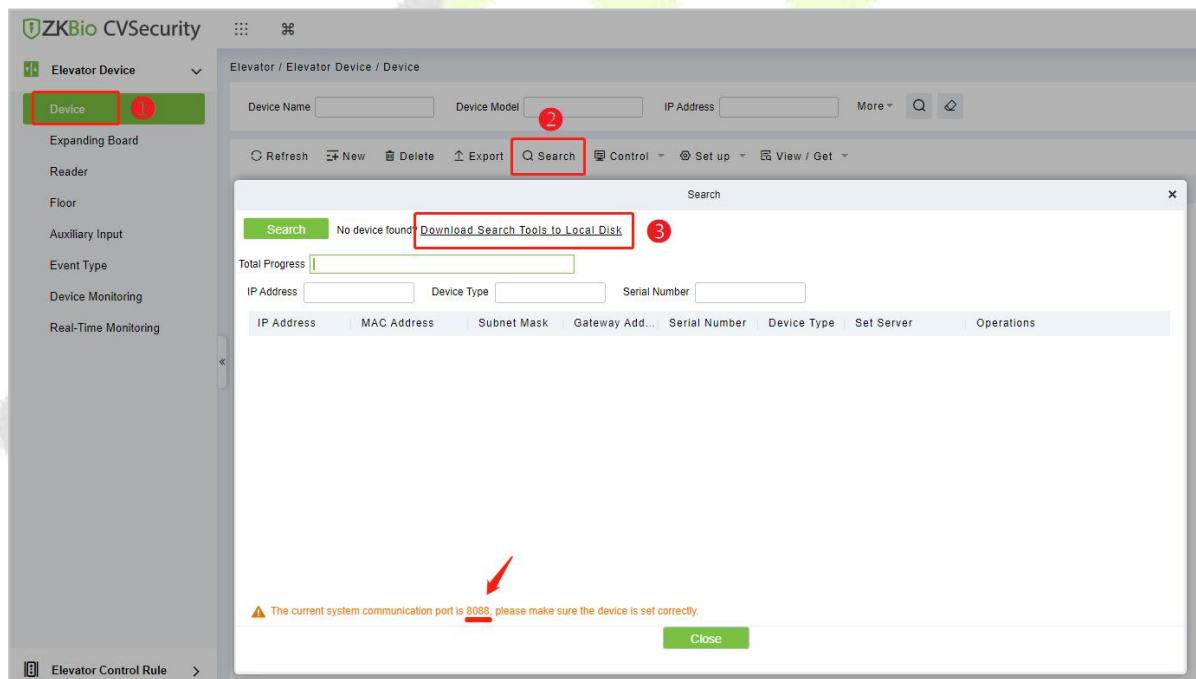 ZKBio CVSecurity
Elevator Device
Elevator / Elevator Device / Device
Device
1
Device Name
Device Model
IP Address
More
2
Expanding Board
Refresh
New
Delete
Export
Search
Control
Set up
View / Get
Reader
Floor
Auxiliary Input
Event Type
Device Monitoring
Real-Time Monitoring
Search
×
Search
No device found?
Download Search Tools to Local Disk
3
Total Progress
IP Address
Device Type
Serial Number
IP Address
MAC Address
Subnet Mask
Gateway Add...
Serial Number
Device Type
Set Server
Operations
«
The current system communication port is 8088, please make sure the device is set correctly.
Close
Elevator Control Rule